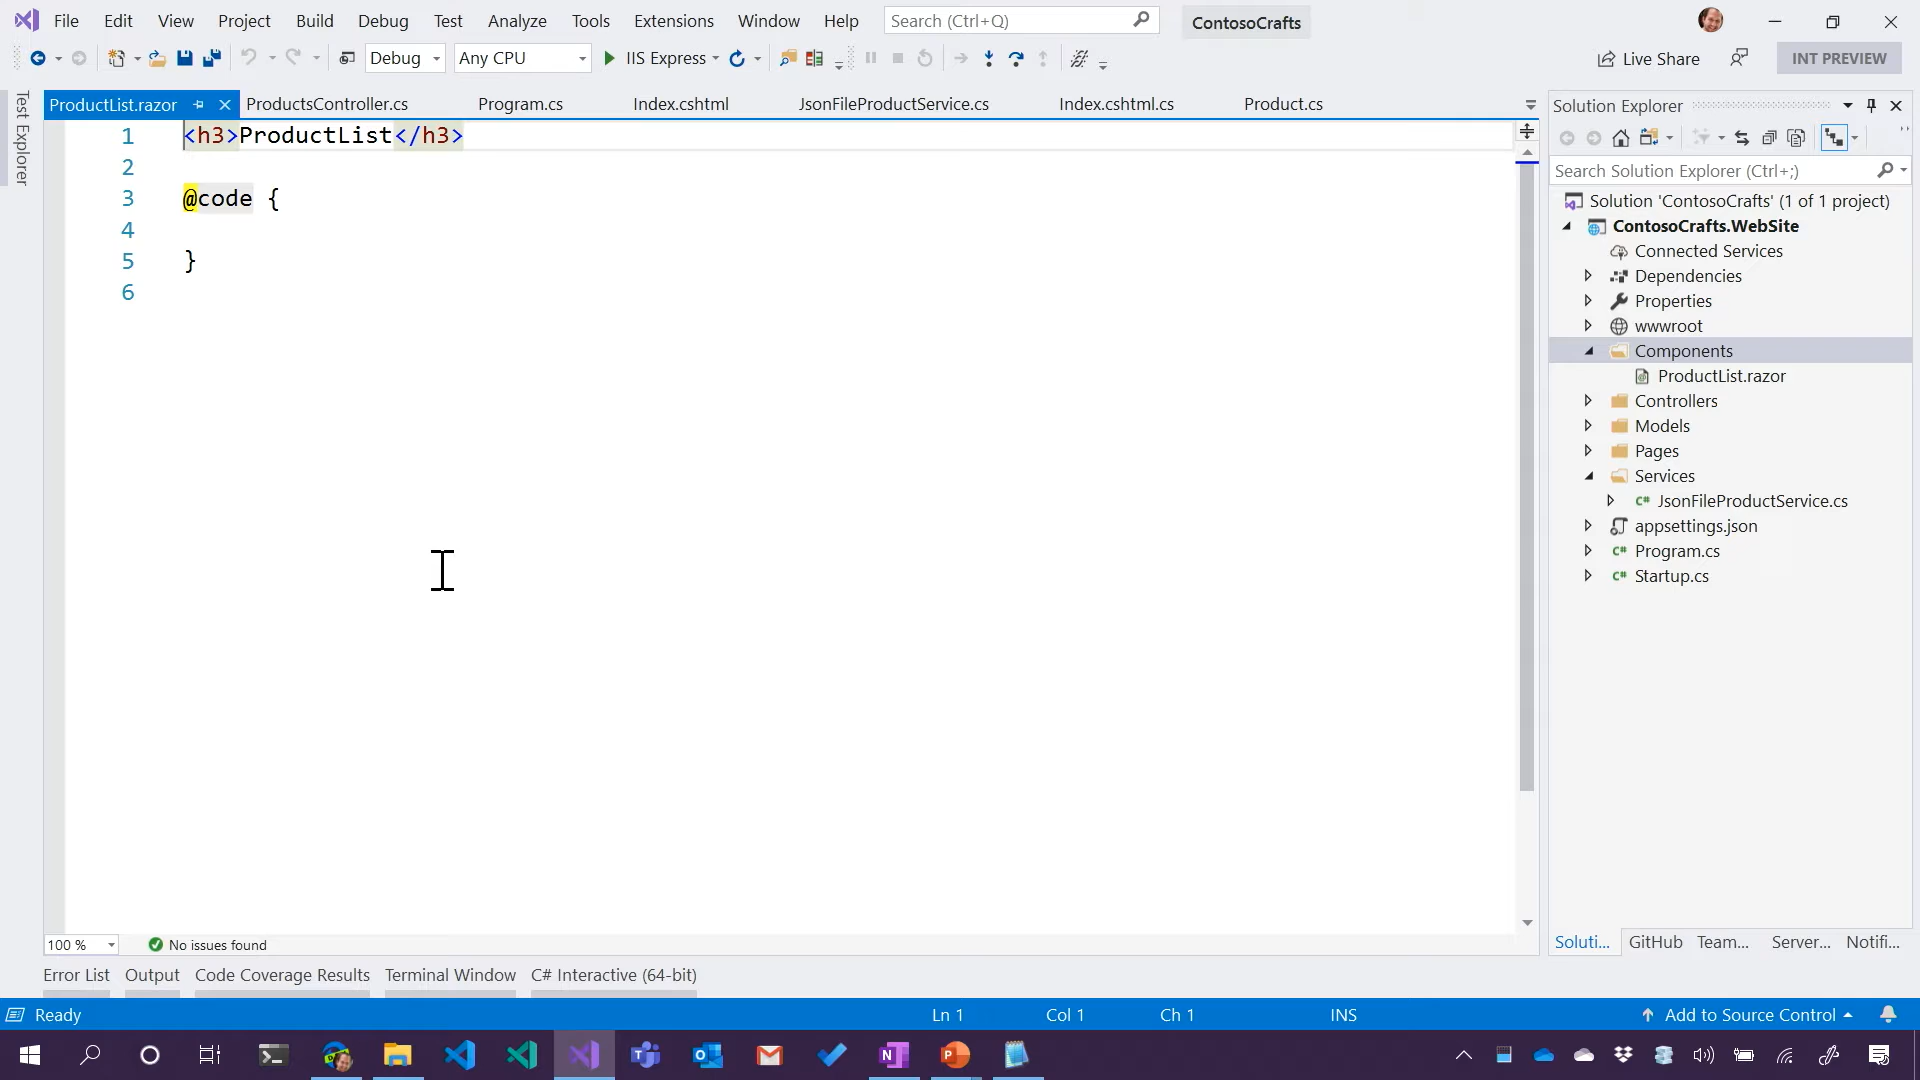 File Edit View Project Build Debug Test Analyze Tools Extensions Window Help Search (Ctrl+Q) ContosoCrafts
Debug Any CPU IIS Express Live Share INT PREVIEW
Test Explorer
ProductList.razor ProductsController.cs Program.cs Index.cshtml JsonFileProductService.cs Index.cshtml.cs Product.cs
1 <h3>ProductList</h3>
2
3 @code {
4
5 }
6
100 % No issues found
Solution Explorer
Search Solution Explorer (Ctrl+;)
Solution 'ContosoCrafts' (1 of 1 project)
ContosoCrafts.WebSite
Connected Services
Dependencies
Properties
wwwroot
Components
ProductList.razor
Controllers
Models
Pages
Services
C# JsonFileProductService.cs
appsettings.json
C# Program.cs
C# Startup.cs
Soluti... GitHub Team... Server... Notifi...
Error List Output Code Coverage Results Terminal Window C# Interactive (64-bit)
Ready Ln 1 Col 1 Ch 1 INS Add to Source Control